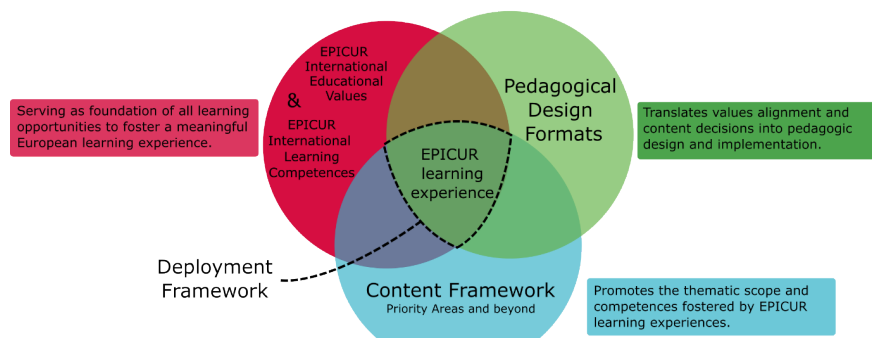 EPICUR
International
Educational
Values
&
EPICUR
International
Learning
Competences
Serving as foundation of all learning
opportunities to foster a meaningful
European learning experience.
Pedagogical
Design
Formats
Translates values alignment and
content decisions into pedagogic
design and implementation.
EPICUR
learning
experience
Deployment
Framework
Content Framework
Priority Areas and beyond
Promotes the thematic scope and
competences fostered by EPICUR
learning experiences.